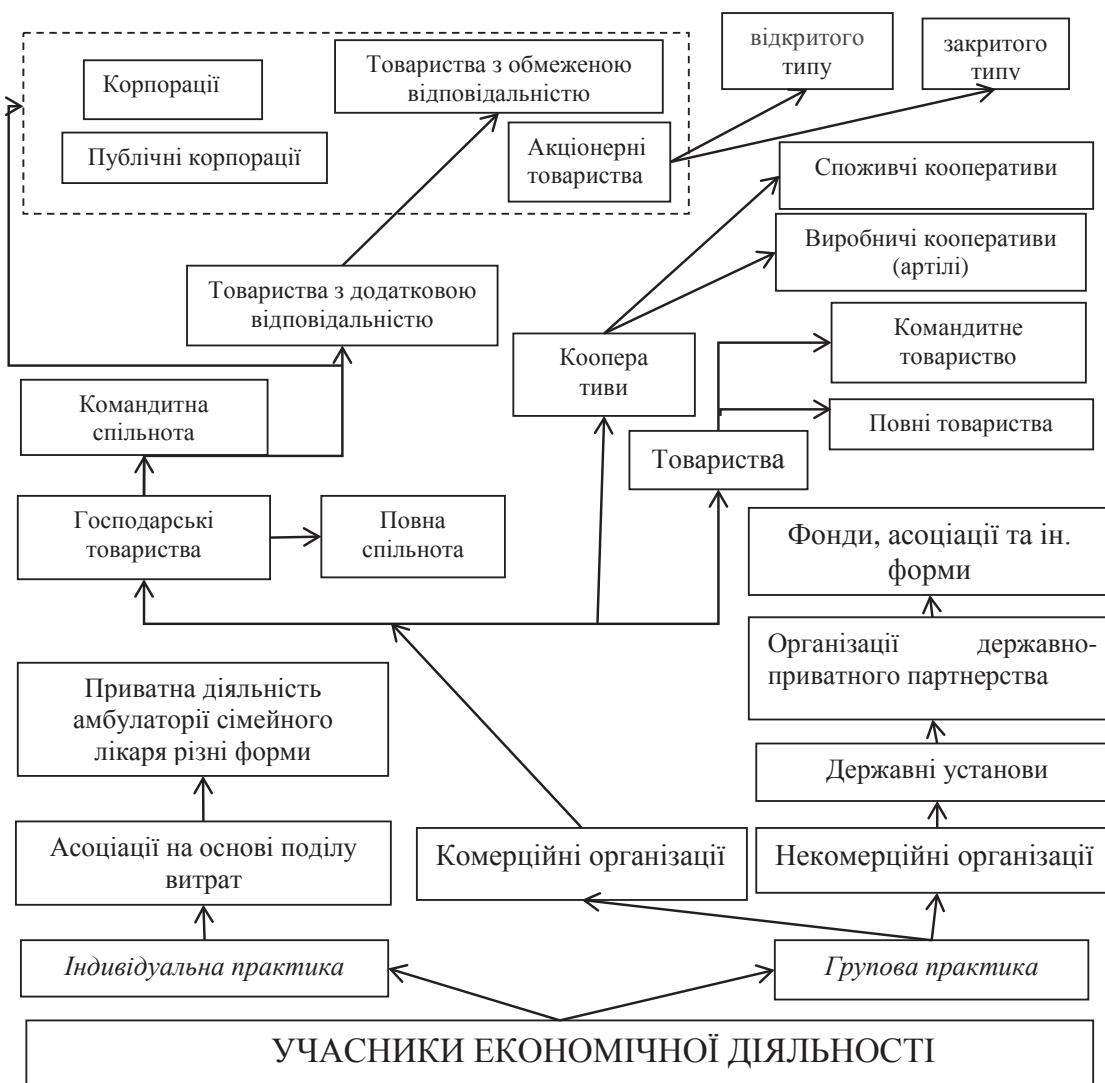 відкритого
типу
закритого
типу
Товариства з обмеженою
відповідальністю
Корпорації
Публічні корпорації
Акціонерні
товариства
Споживчі кооперативи
Виробничі кооперативи
(артілі)
Товариства з додатковою
відповідальністю
Командитне
товариство
Коопера
тиви
Командитна
спільнота
Повні товариства
Товариства
Господарські
товариства
Повна
спільнота
Фонди, асоціації та ін.
форми
Організації державно-
приватного партнерства
Приватна діяльність
амбулаторії сімейного
лікаря різні форми
Державні установи
Асоціації на основі поділу
витрат
Комерційні організації
Некомерційні організації
Індивідуальна практика
Групова практика
УЧАСНИКИ ЕКОНОМІЧНОЇ ДІЯЛЬНОСТІ